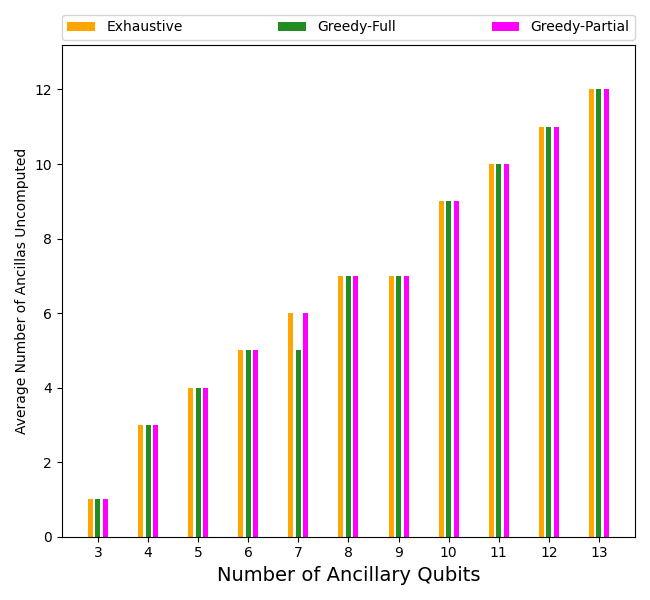 Exhaustive Greedy-Full Greedy-Partial
Average Number of Ancillas Uncomputed
12
10
8
6
4
2
0
3 4 5 6 7 8 9 10 11 12 13
Number of Ancillary Qubits